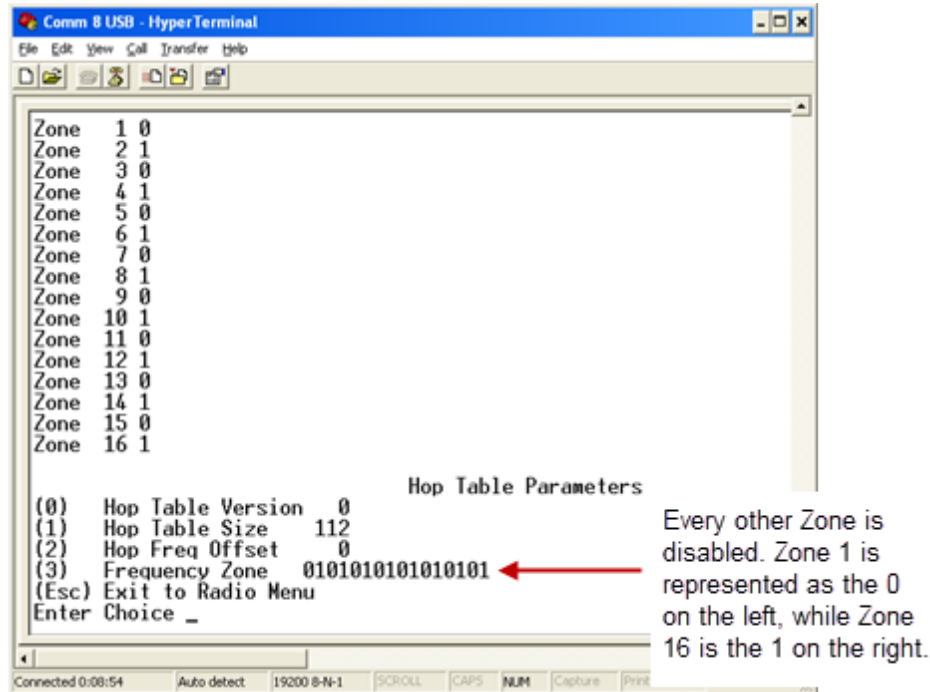 Comm 8 USB - HyperTerminal
File Edit View Call Transfer Help
Zone 1 0
Zone 2 1
Zone 3 0
Zone 4 1
Zone 5 0
Zone 6 1
Zone 7 0
Zone 8 1
Zone 9 0
Zone 10 1
Zone 11 0
Zone 12 1
Zone 13 0
Zone 14 1
Zone 15 0
Zone 16 1
Hop Table Parameters
(0) Hop Table Version 0
(1) Hop Table Size 112
(2) Hop Freq Offset 0
(3) Frequency Zone 0101010101010101
(Esc) Exit to Radio Menu
Enter Choice _
Every other Zone is
disabled. Zone 1 is
represented as the 0
on the left, while Zone
16 is the 1 on the right.
Connected 0:08:54 Auto detect 19200 8-N-1 SCROLL CAPS NUM Capture Print